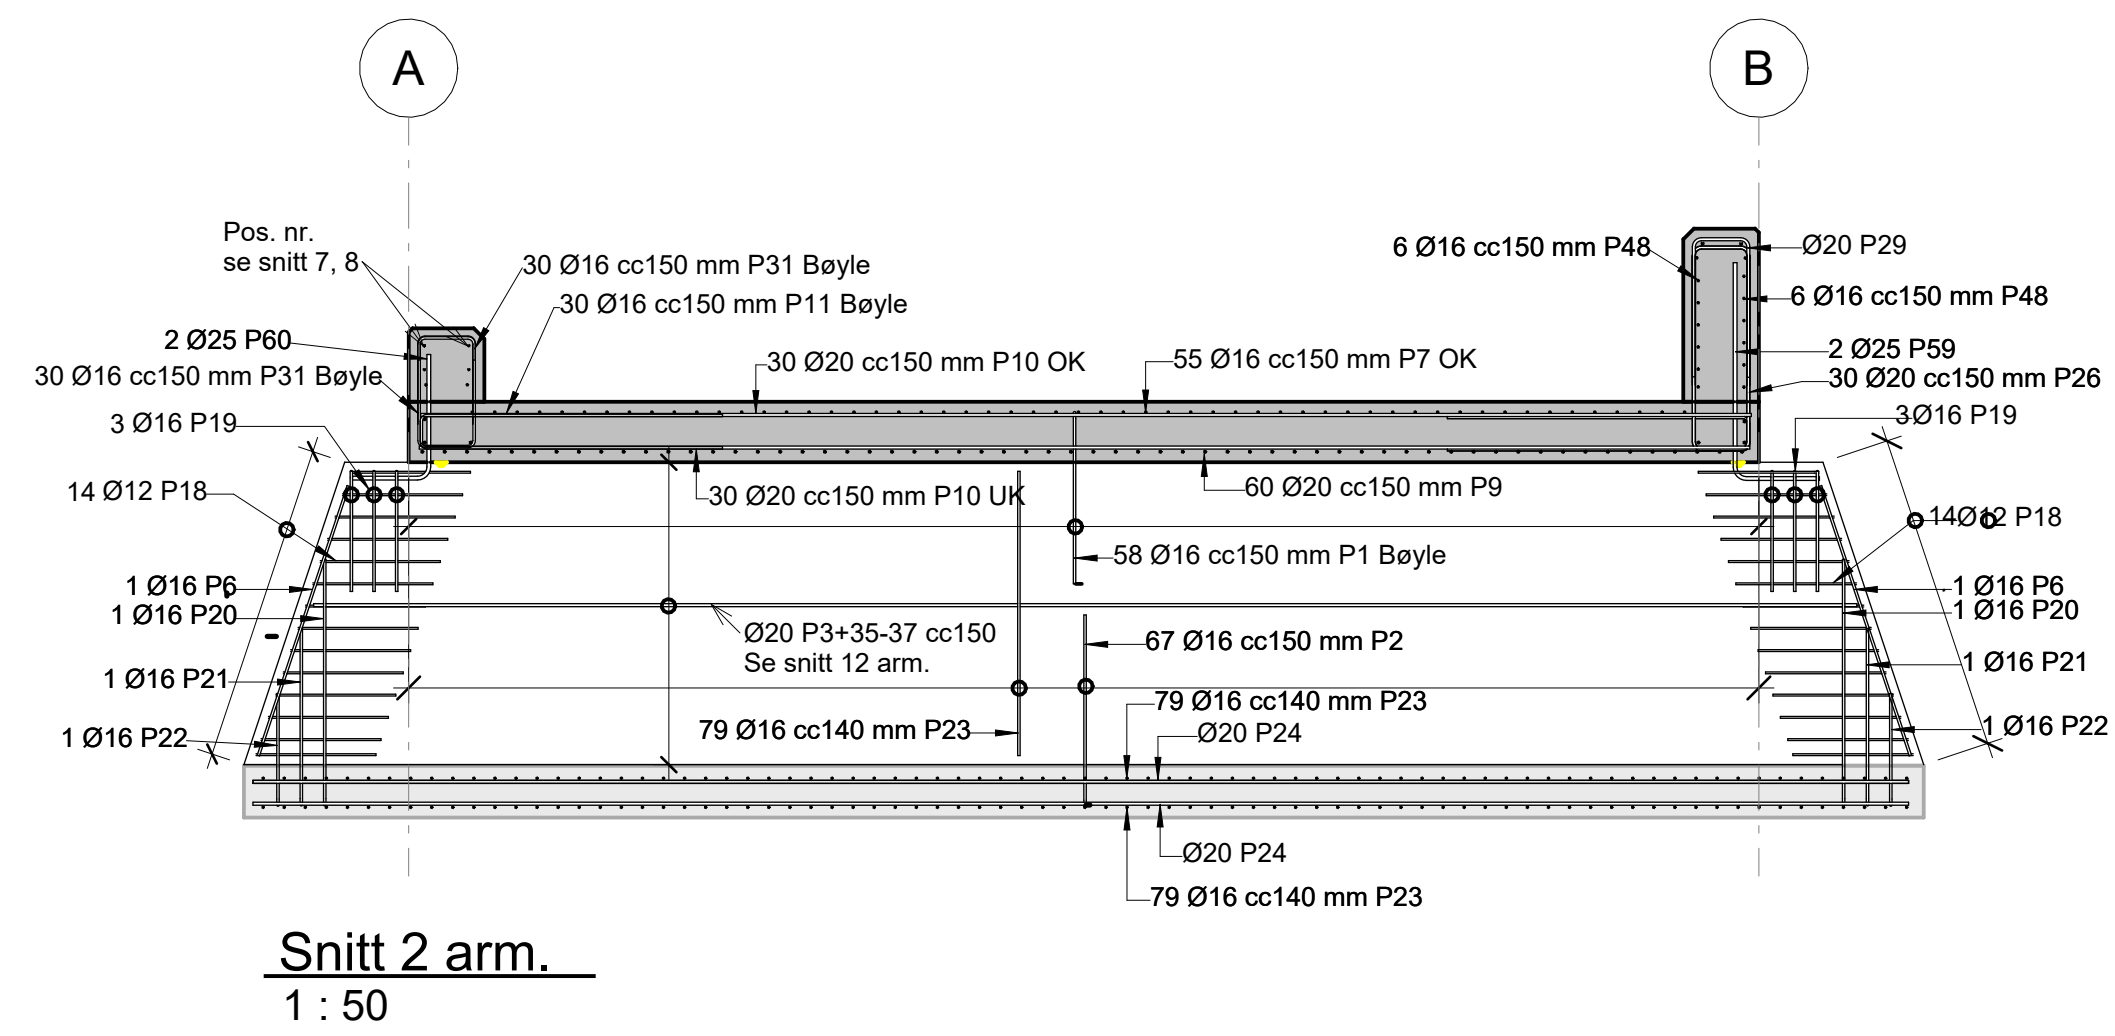 A
B
Pos. nr.
se snitt 7, 8
30 Ø16 cc150 mm P31 Bøyle
30 Ø16 cc150 mm P11 Bøyle
2 Ø25 P60
30 Ø16 cc150 mm P31 Bøyle
3 Ø16 P19
14 Ø12 P18
1 Ø16 P6
1 Ø16 P20
1 Ø16 P21
1 Ø16 P22
30 Ø20 cc150 mm P10 OK
55 Ø16 cc150 mm P7 OK
30 Ø20 cc150 mm P10 UK
60 Ø20 cc150 mm P9
58 Ø16 cc150 mm P1 Bøyle
Ø20 P3+35-37 cc150
Se snitt 12 arm.
67 Ø16 cc150 mm P2
79 Ø16 cc140 mm P23
79 Ø16 cc140 mm P23
Ø20 P24
Ø20 P24
79 Ø16 cc140 mm P23
6 Ø16 cc150 mm P48
Ø20 P29
6 Ø16 cc150 mm P48
2 Ø25 P59
30 Ø20 cc150 mm P26
3Ø16 P19
14Ø12 P18
1 Ø16 P6
1 Ø16 P20
1 Ø16 P21
1 Ø16 P22
Snitt 2 arm.
1 : 50